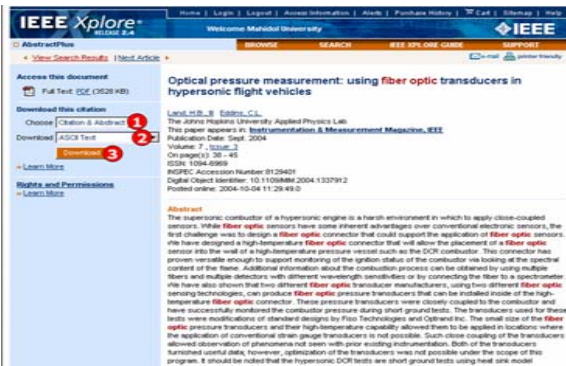 Home | Login | Logout | Access Information | Alerts | Purchase History | Cart | Sitemap | Help
IEEE Xplore®
RELEASE 2.4
Welcome Mahidol University
IEEE
AbstractPlus
BROWSE SEARCH IEEE XPLORE GUIDE SUPPORT
View Search Results | Next Article
e-mail printer friendly
Access this document
Full Text: PDF (3528 KB)
Download this citation
Choose Citation & Abstract 1
Download ASCII Text 2
Download 3
» Learn More
Rights and Permissions
» Learn More
Optical pressure measurement: using fiber optic transducers in
hypersonic flight vehicles
Land, H.B., II Eddins, C.L.
The Johns Hopkins University Applied Physics Lab
This paper appears in: Instrumentation & Measurement Magazine, IEEE
Publication Date: Sept. 2004
Volume: 7, Issue: 3
On page(s): 38 - 45
ISSN: 1094-6969
INSPEC Accession Number:8129401
Digital Object Identifier: 10.1109/MIM.2004.1337912
Posted online: 2004-10-04 11:29:49.0
Abstract
The supersonic combustor of a hypersonic engine is a harsh environment in which to apply close-coupled
sensors. While fiber optic sensors have some inherent advantages over conventional electronic sensors, the
first challenge was to design a fiber optic connector that could support the application of fiber optic sensors.
We have designed a high-temperature fiber optic connector that will allow the placement of a fiber optic
sensor into the wall of a high-temperature pressure vessel such as the DCR combustor. This connector has
proven versatile enough to support monitoring of the ignition status of the combustor via looking at the spectral
content of the flame. Additional information about the combustion process can be obtained by using multiple
fibers and multiple detectors with different wavelength sensitivities or by connecting the fiber to a spectrometer.
We have also shown that two different fiber optic transducer manufacturers, using two different fiber optic
sensing technologies, can produce fiber optic pressure transducers that can be installed inside of the high-
temperature fiber optic connector. These pressure transducers were closely coupled to the combustor and
have successfully monitored the combustor pressure during short ground tests. The transducers used for these
tests were modifications of standard designs by Fiso Technologies and Optrand Inc. The small size of the fiber
optic pressure transducers and their high-temperature capability allowed them to be applied in locations where
the application of conventional strain gauge transducers is not possible. Such close coupling of the transducers
allowed observation of phenomena not seen with prior existing instrumentation. Both of the transducers
furnished useful data; however, optimization of the transducers was not possible under the scope of this
program. It should be noted that the hypersonic DCR tests are short ground tests using heat sink model